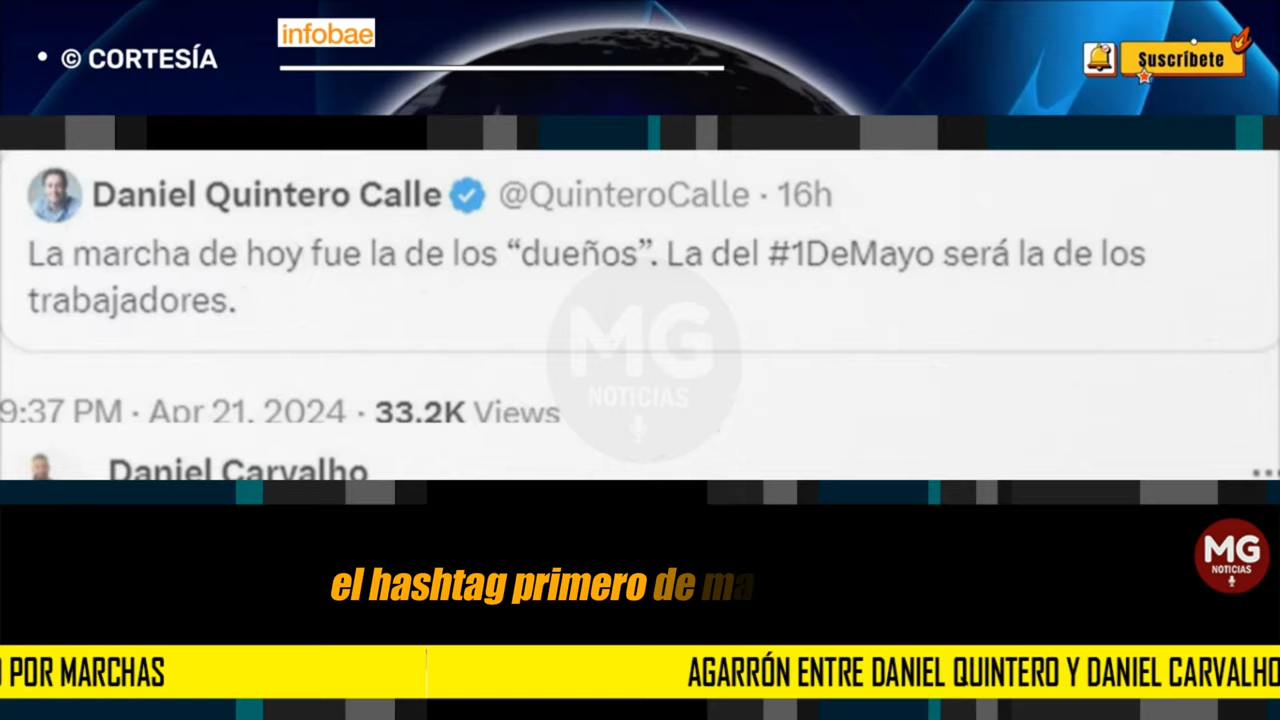 infobae
• © CORTESÍA
Suscríbete
Daniel Quintero Calle @QuinteroCalle · 16h
La marcha de hoy fue la de los “dueños”. La del #1DeMayo será la de los
trabajadores.
MG
NOTICIAS
9:37 PM · Apr 21, 2024 · 33.2K Views
Daniel Carvalho
el hashtag primero de ma
MG
NOTICIAS
O POR MARCHAS
AGARRÓN ENTRE DANIEL QUINTERO Y DANIEL CARVALHO